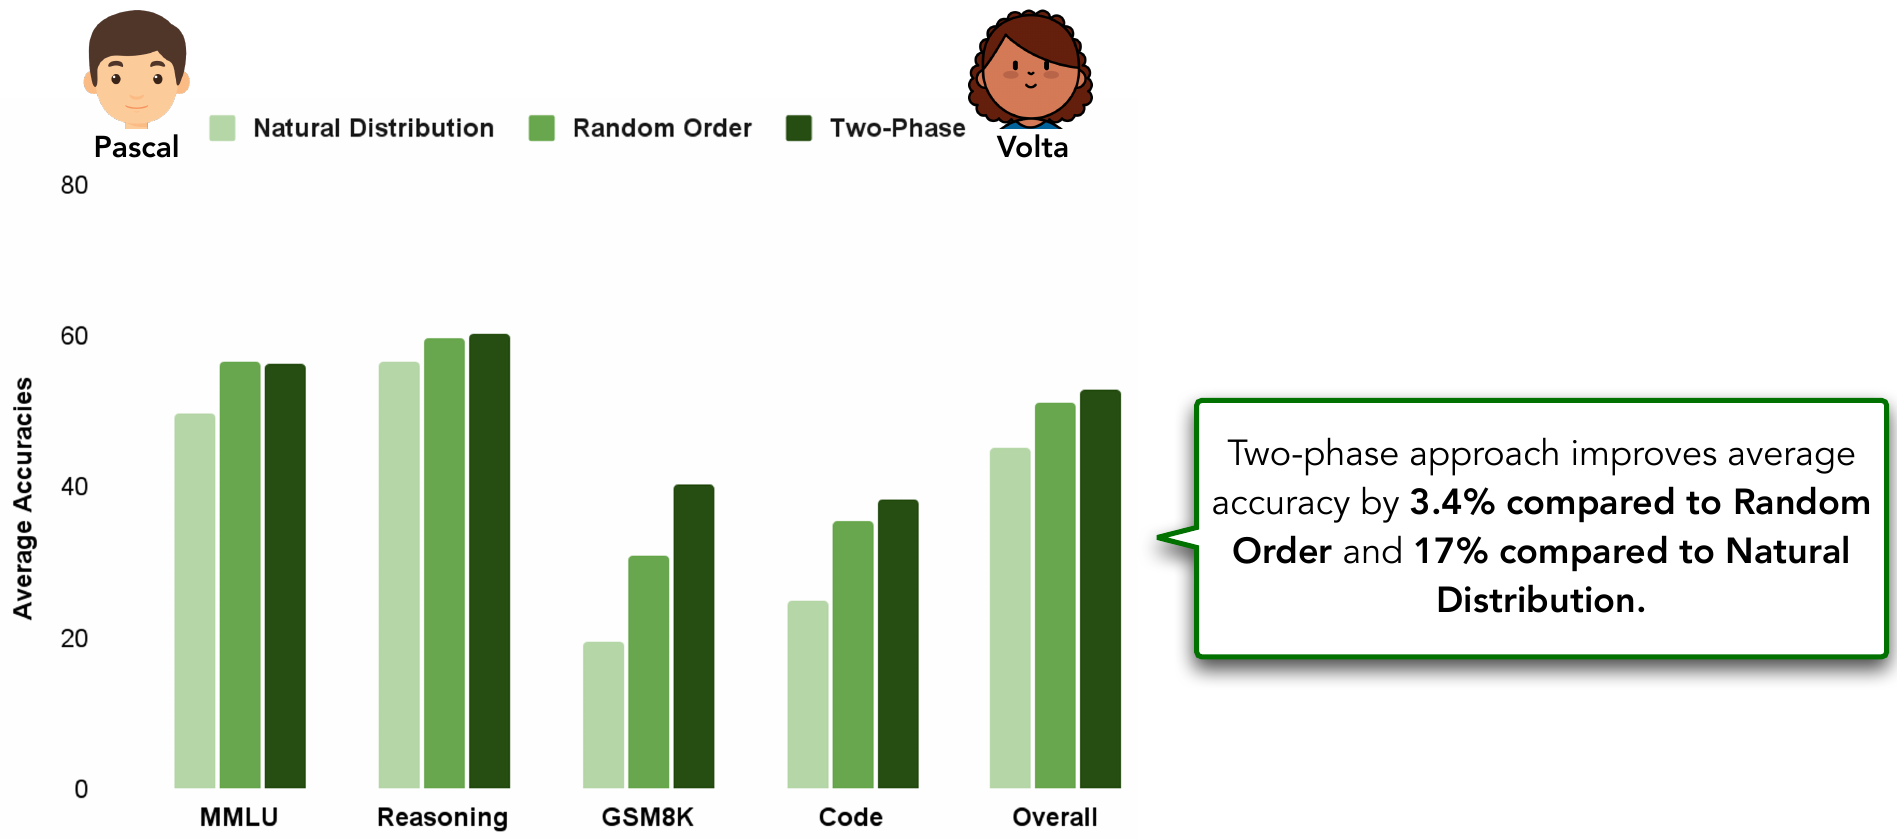 Pascal
Natural Distribution
Random Order
Two-Phase
Volta
80
60
40
20
0
Average Accuracies
MMLU
Reasoning
GSM8K
Code
Overall
Two-phase approach improves average
accuracy by 3.4% compared to Random
Order and 17% compared to Natural
Distribution.